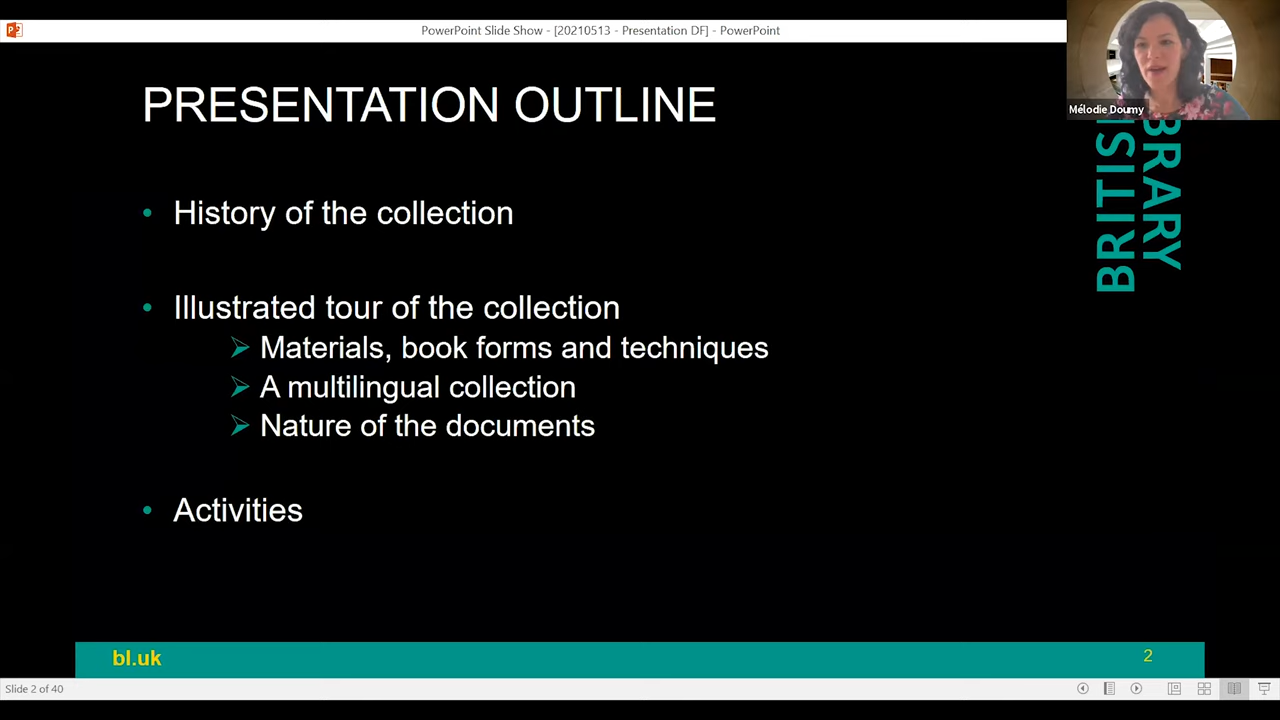 PowerPoint Slide Show - [20210513 - Presentation DF] - PowerPoint
Mélodie Doumy
PRESENTATION OUTLINE
BRITIS
BRARY
• History of the collection
• Illustrated tour of the collection
➢ Materials, book forms and techniques
➢ A multilingual collection
➢ Nature of the documents
• Activities
bl.uk
2
Slide 2 of 40